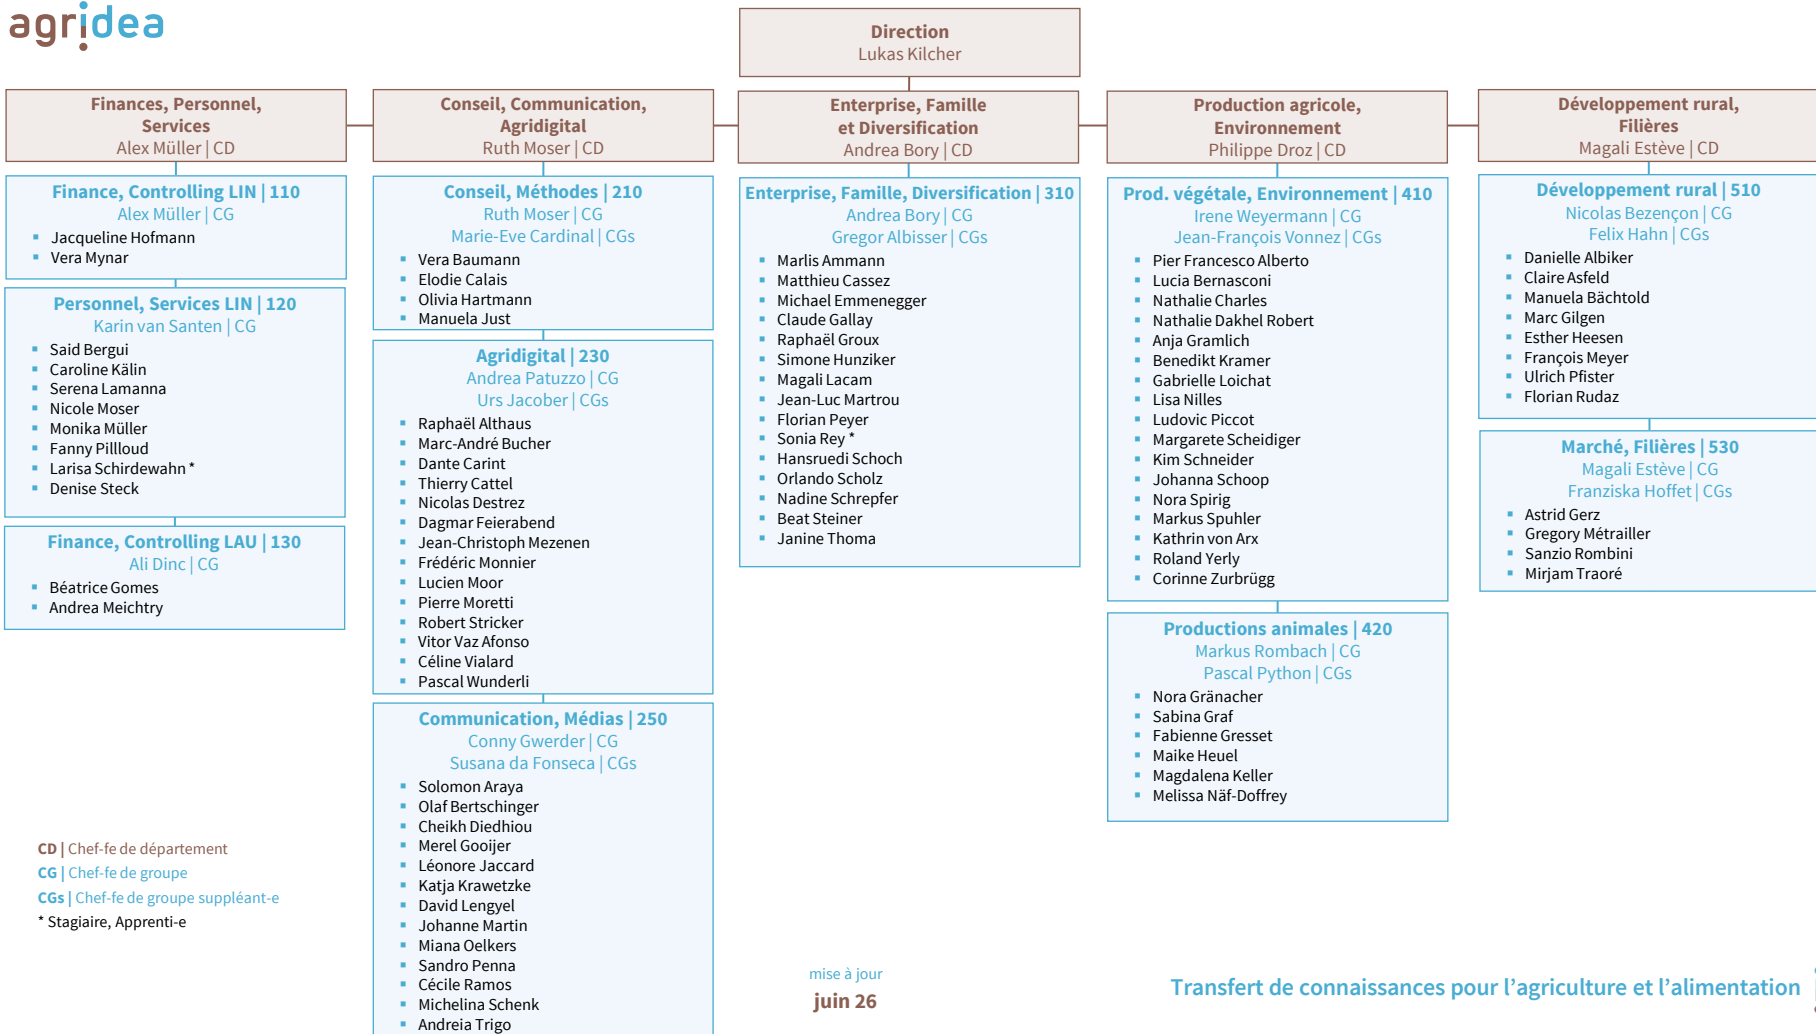 agridea
Direction
Lukas Kilcher
Finances, Personnel,
Services
Alex Müller | CD
Finance, Controlling LIN | 110
Alex Müller | CG
Jacqueline Hofmann
Vera Mynar
Personnel, Services LIN | 120
Karin van Santen | CG
Said Bergui
Caroline Kälin
Serena Lamanna
Nicole Moser
Monika Müller
Fanny Pillloud
Larisa Schirdewahn *
Denise Steck
Finance, Controlling LAU | 130
Ali Dinc | CG
Béatrice Gomes
Andrea Meichtry
Conseil, Communication,
Agridigital
Ruth Moser | CD
Conseil, Méthodes | 210
Ruth Moser | CG
Marie-Eve Cardinal | CGs
Vera Baumann
Elodie Calais
Olivia Hartmann
Manuela Just
Agridigital | 230
Andrea Patuzzo | CG
Urs Jacober | CGs
Raphaël Althaus
Marc-André Bucher
Dante Carint
Thierry Cattel
Nicolas Destrez
Dagmar Feierabend
Jean-Christoph Mezenen
Frédéric Monnier
Lucien Moor
Pierre Moretti
Robert Stricker
Vitor Vaz Afonso
Céline Vialard
Pascal Wunderli
Communication, Médias | 250
Conny Gwerder | CG
Susana da Fonseca | CGs
Solomon Araya
Olaf Bertschinger
Cheikh Diedhiou
Merel Gooijer
Léonore Jaccard
Katja Krawetzke
David Lengyel
Johanne Martin
Miana Oelkers
Sandro Penna
Cécile Ramos
Michelina Schenk
Andreia Trigo
Enterprise, Famille
et Diversification
Andrea Bory | CD
Enterprise, Famille, Diversification | 310
Andrea Bory | CG
Gregor Albisser | CGs
Marlis Ammann
Matthieu Cassez
Michael Emmenegger
Claude Gallay
Raphaël Groux
Simone Hunziker
Magali Lacam
Jean-Luc Martrou
Florian Peyer
Sonia Rey *
Hansruedi Schoch
Orlando Scholz
Nadine Schrepfer
Beat Steiner
Janine Thoma
Production agricole,
Environnement
Philippe Droz | CD
Prod. végétale, Environnement | 410
Irene Weyermann | CG
Jean-François Vonnez | CGs
Pier Francesco Alberto
Lucia Bernasconi
Nathalie Charles
Nathalie Dakhel Robert
Anja Gramlich
Benedikt Kramer
Gabrielle Loichat
Lisa Nilles
Ludovic Piccot
Margarete Scheidiger
Kim Schneider
Johanna Schoop
Nora Spirig
Markus Spuhler
Kathrin von Arx
Roland Yerly
Corinne Zurbrügg
Productions animales | 420
Markus Rombach | CG
Pascal Python | CGs
Nora Gränacher
Sabina Graf
Fabienne Gresset
Maike Heuel
Magdalena Keller
Melissa Näf-Doffrey
Développement rural,
Filières
Magali Estève | CD
Développement rural | 510
Nicolas Bezençon | CG
Felix Hahn | CGs
Danielle Albiker
Claire Asfeld
Manuela Bächtold
Marc Gilgen
Esther Heesen
François Meyer
Ulrich Pfister
Florian Rudaz
Marché, Filières | 530
Magali Estève | CG
Franziska Hoffet | CGs
Astrid Gerz
Gregory Métrailler
Sanzio Rombini
Mirjam Traoré
CD | Chef-fe de département
CG | Chef-fe de groupe
CGs | Chef-fe de groupe suppléant-e
* Stagiaire, Apprenti-e
mise à jour
juin 26
Transfert de connaissances pour l’agriculture et l’alimentation